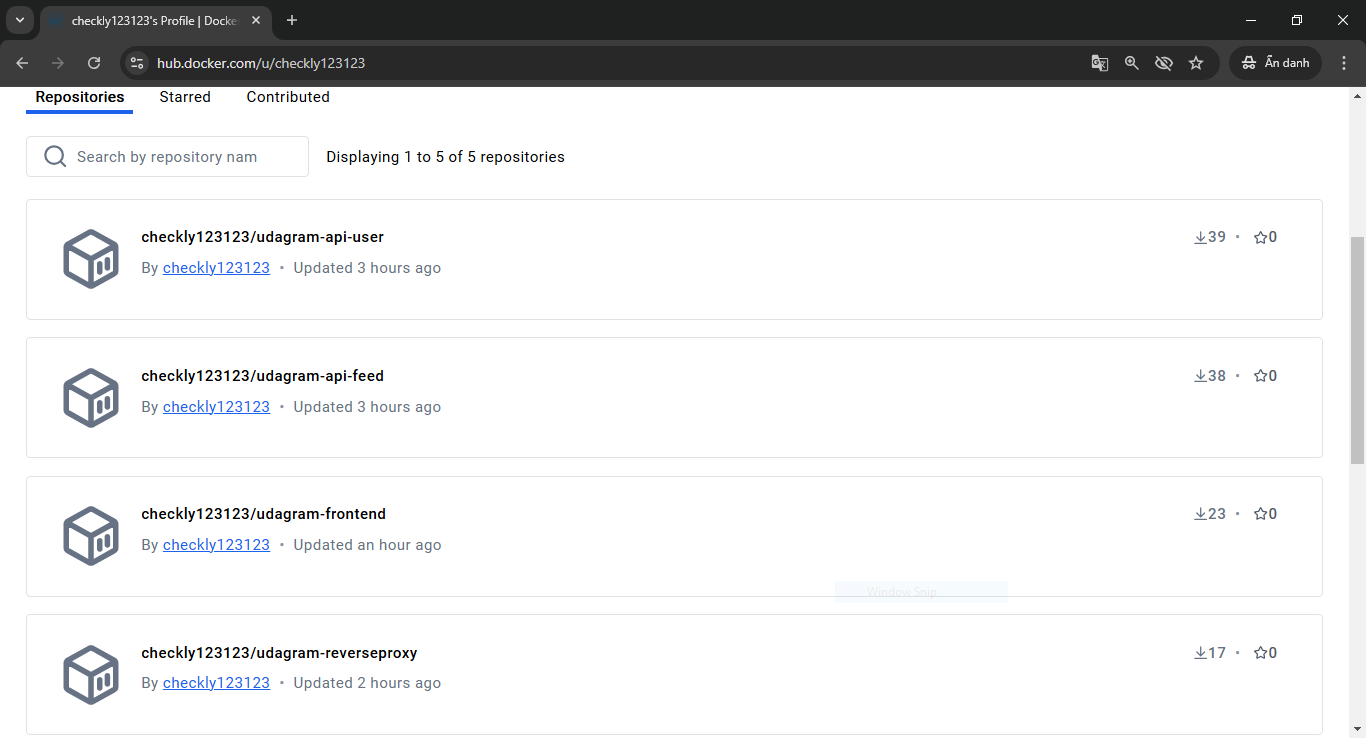 checkly123123's Profile | Docke
hub.docker.com/u/checkly123123
Ẩn danh
Repositories Starred Contributed
Search by repository nam
Displaying 1 to 5 of 5 repositories
checkly123123/udagram-api-user
39 • 0
By checkly123123 • Updated 3 hours ago
checkly123123/udagram-api-feed
38 • 0
By checkly123123 • Updated 3 hours ago
checkly123123/udagram-frontend
23 • 0
By checkly123123 • Updated an hour ago
Window Snip
checkly123123/udagram-reverseproxy
17 • 0
By checkly123123 • Updated 2 hours ago